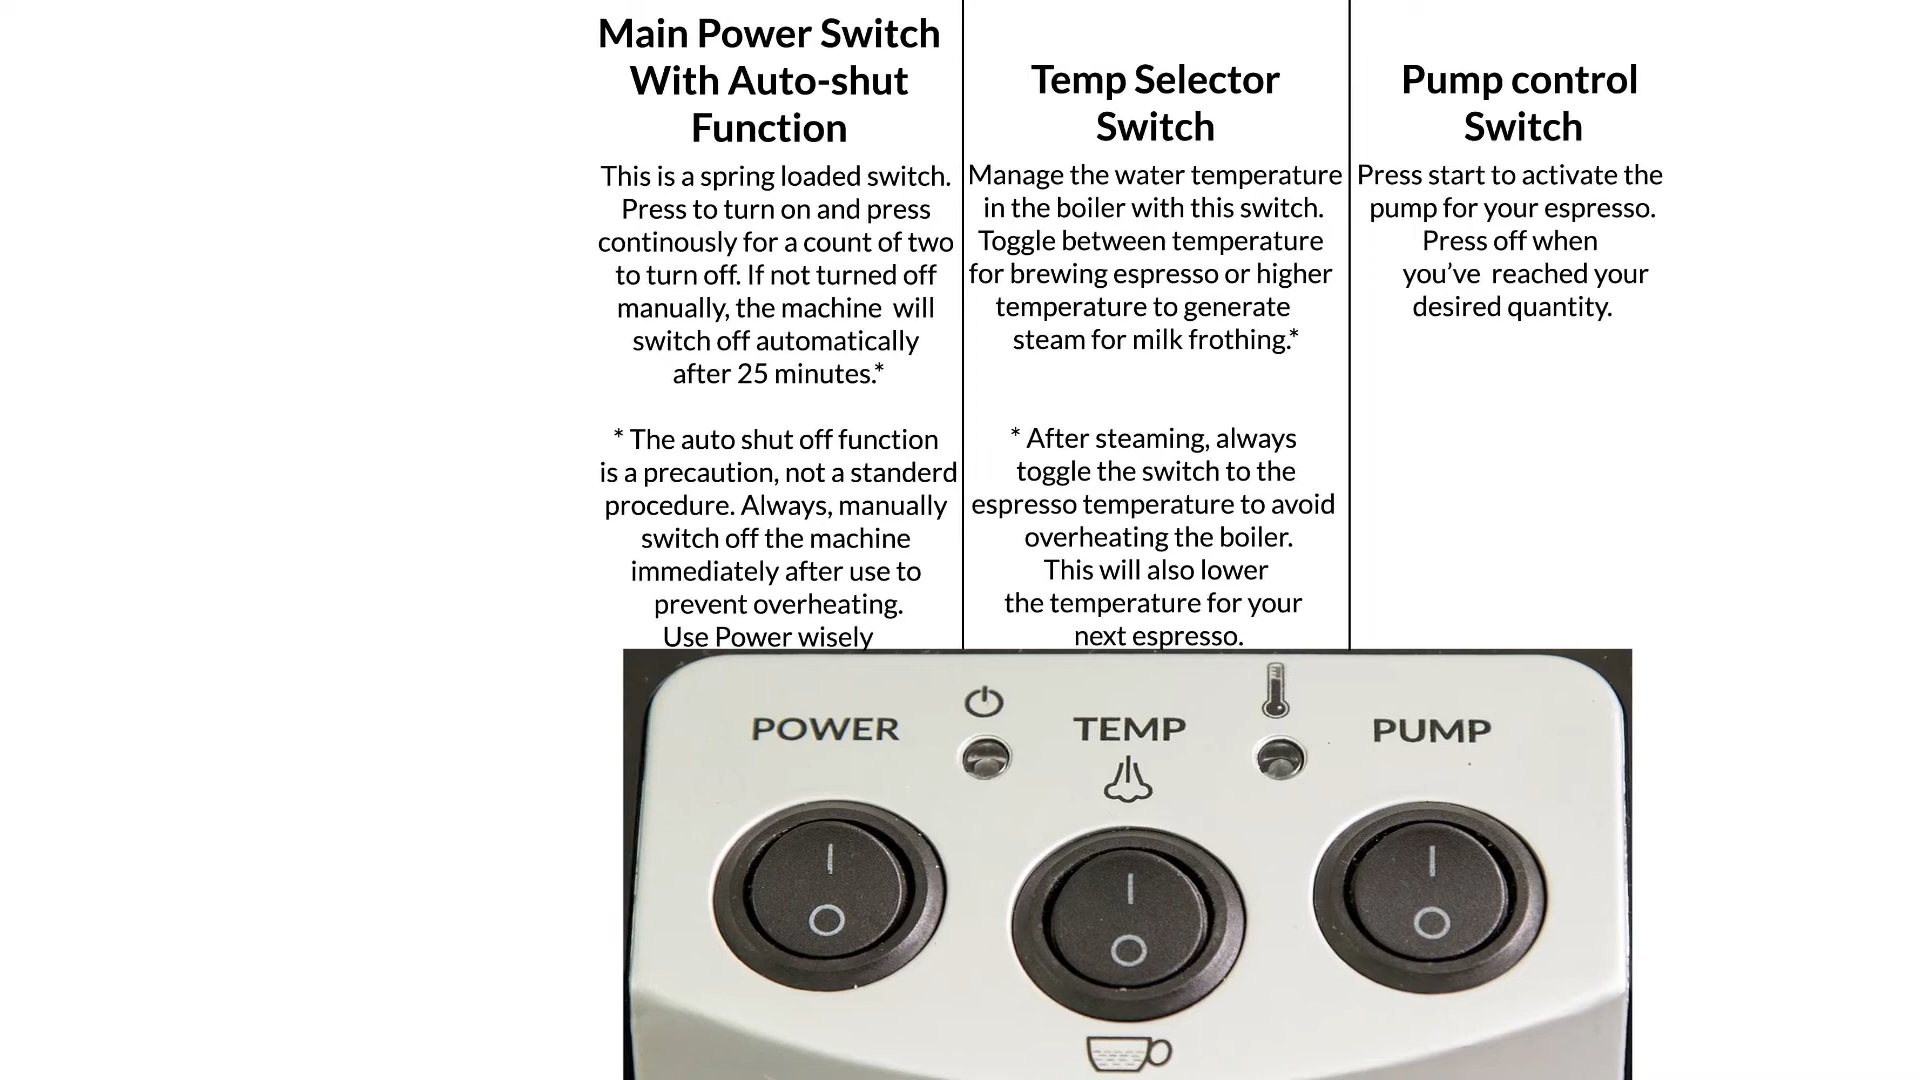 Main Power Switch
With Auto-shut
Function
This is a spring loaded switch.
Press to turn on and press
continously for a count of two
to turn off. If not turned off
manually, the machine will
switch off automatically
after 25 minutes.*
* The auto shut off function
is a precaution, not a standerd
procedure. Always, manually
switch off the machine
immediately after use to
prevent overheating.
Use Power wisely
Temp Selector
Switch
Manage the water temperature
in the boiler with this switch.
Toggle between temperature
for brewing espresso or higher
temperature to generate
steam for milk frothing.*
* After steaming, always
toggle the switch to the
espresso temperature to avoid
overheating the boiler.
This will also lower
the temperature for your
next espresso.
Pump control
Switch
Press start to activate the
pump for your espresso.
Press off when
you’ve reached your
desired quantity.
POWER
TEMP
PUMP